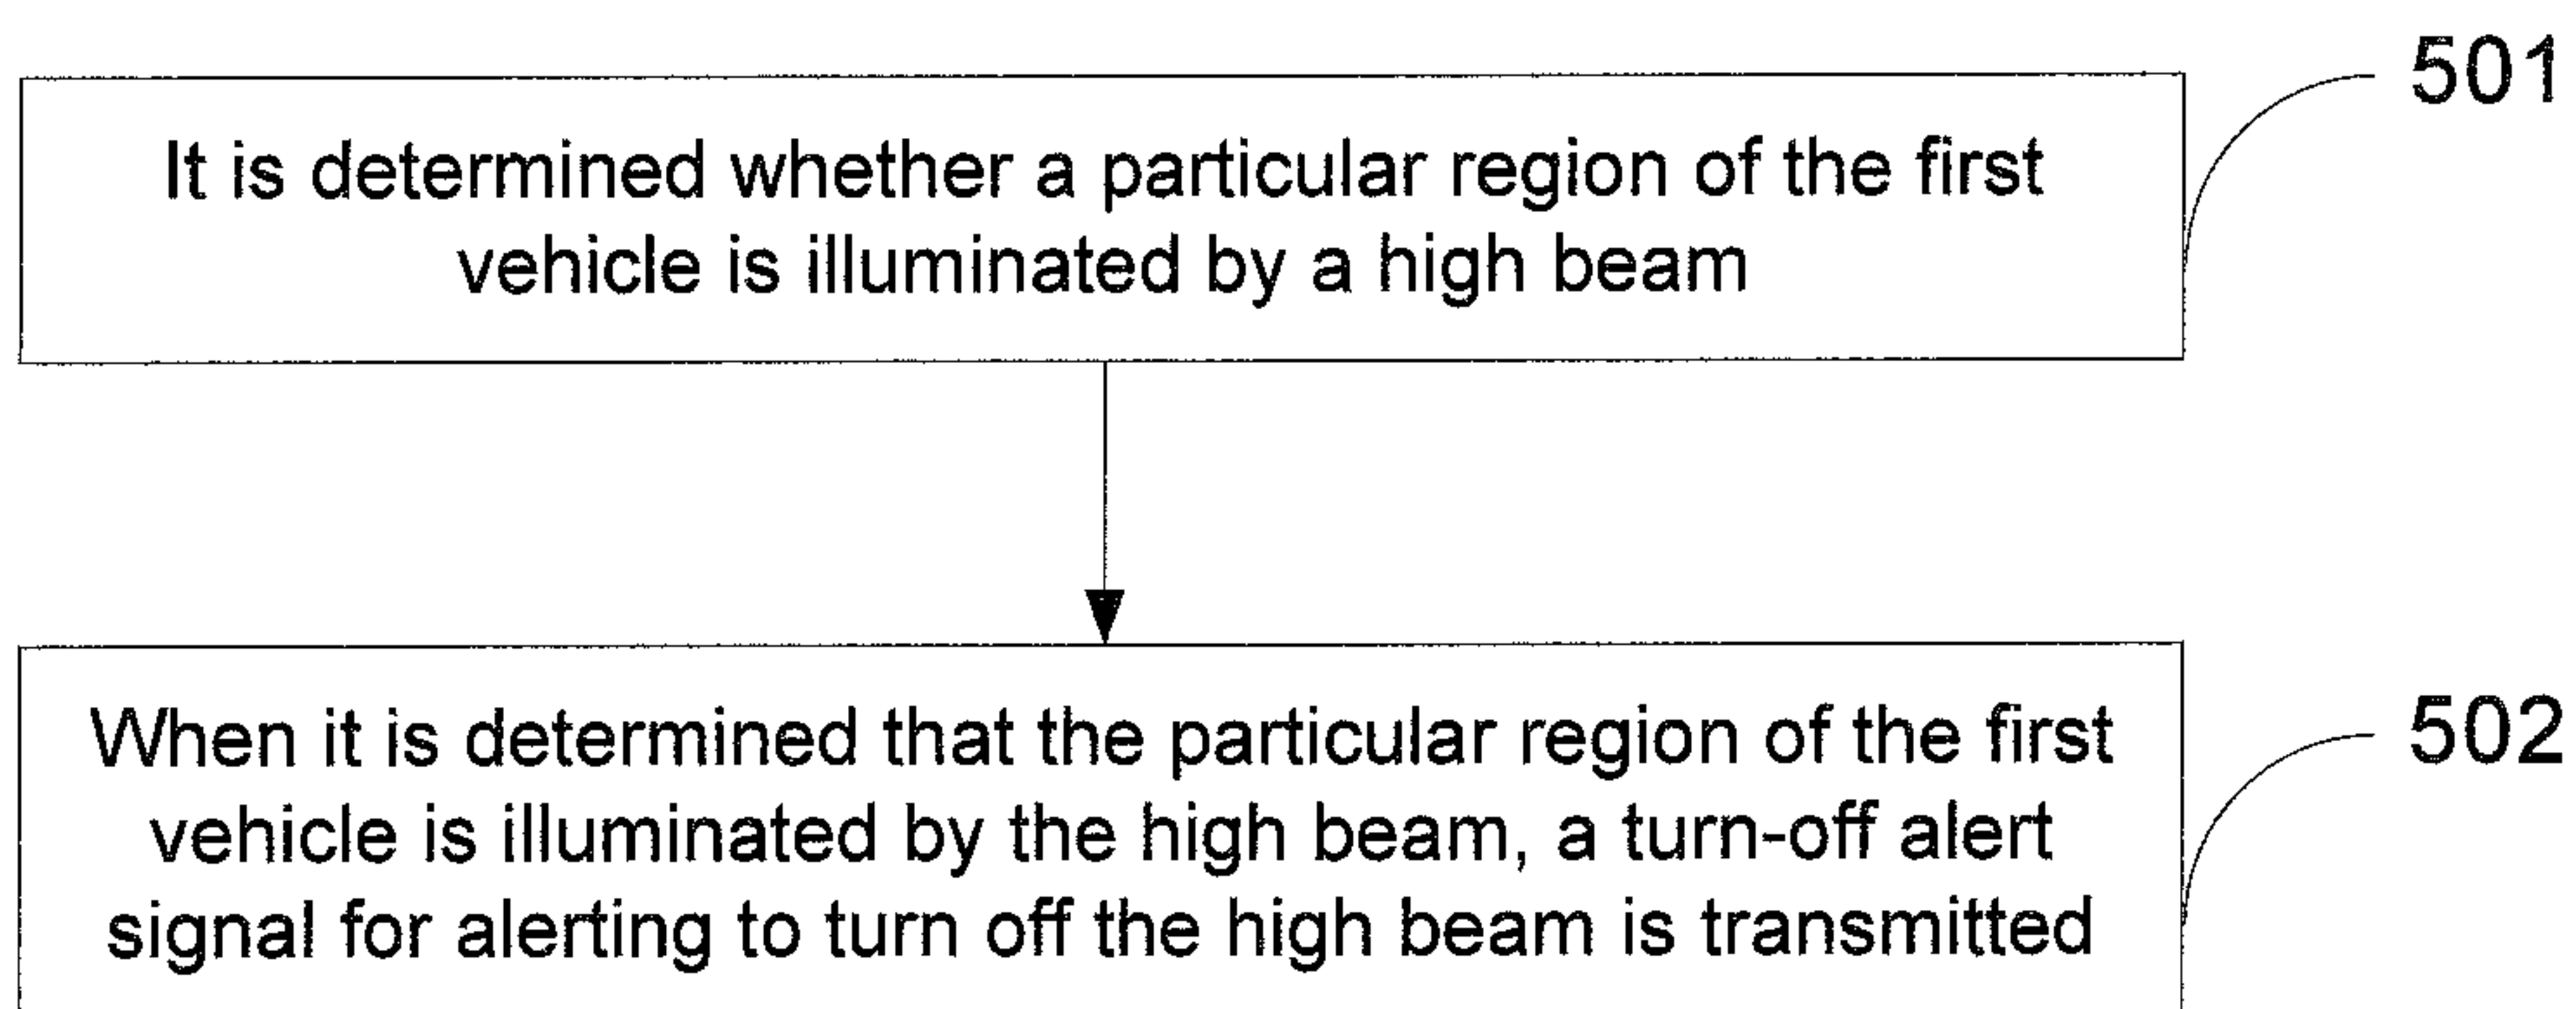 501
It is determined whether a particular region of the first
vehicle is illuminated by a high beam
502
When it is determined that the particular region of the first
vehicle is illuminated by the high beam, a turn-off alert
signal for alerting to turn off the high beam is transmitted